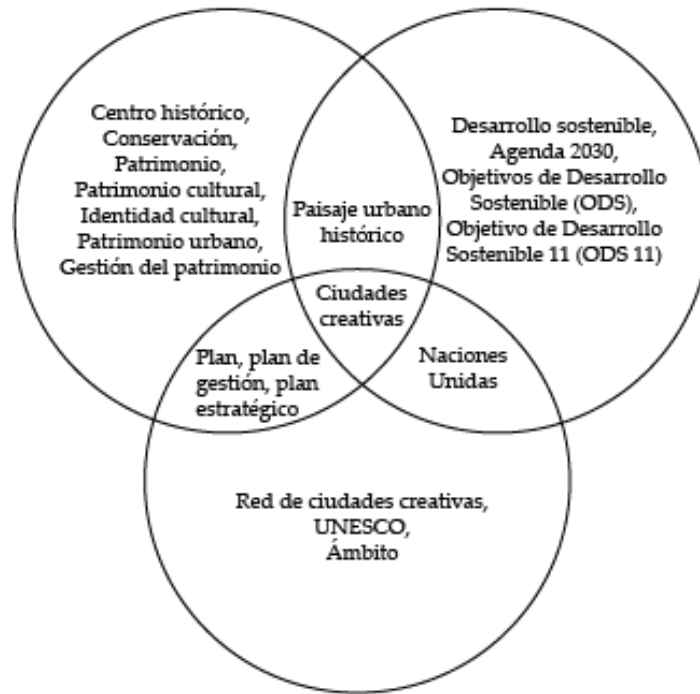 Centro histórico,
Conservación,
Patrimonio,
Patrimonio cultural,
Identidad cultural,
Patrimonio urbano,
Gestión del patrimonio
Paisaje urbano
histórico
Desarrollo sostenible,
Agenda 2030,
Objetivos de Desarrollo
Sostenible (ODS),
Objetivo de Desarrollo
Sostenible 11 (ODS 11)
Ciudades
creativas
Plan, plan de
gestión, plan
estratégico
Naciones
Unidas
Red de ciudades creativas,
UNESCO,
Ámbito